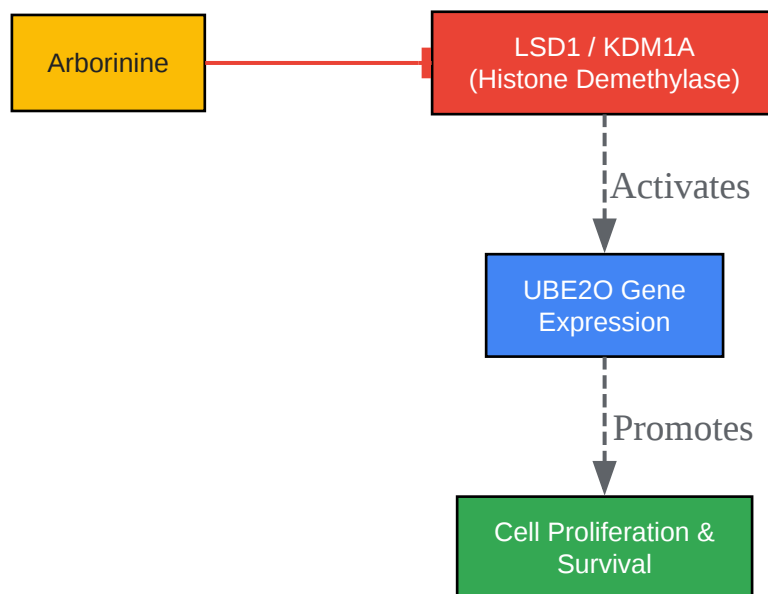 Arborinine
LSD1 / KDM1A
(Histone Demethylase)
Activates
UBE2O Gene
Expression
Promotes
Cell Proliferation &
Survival